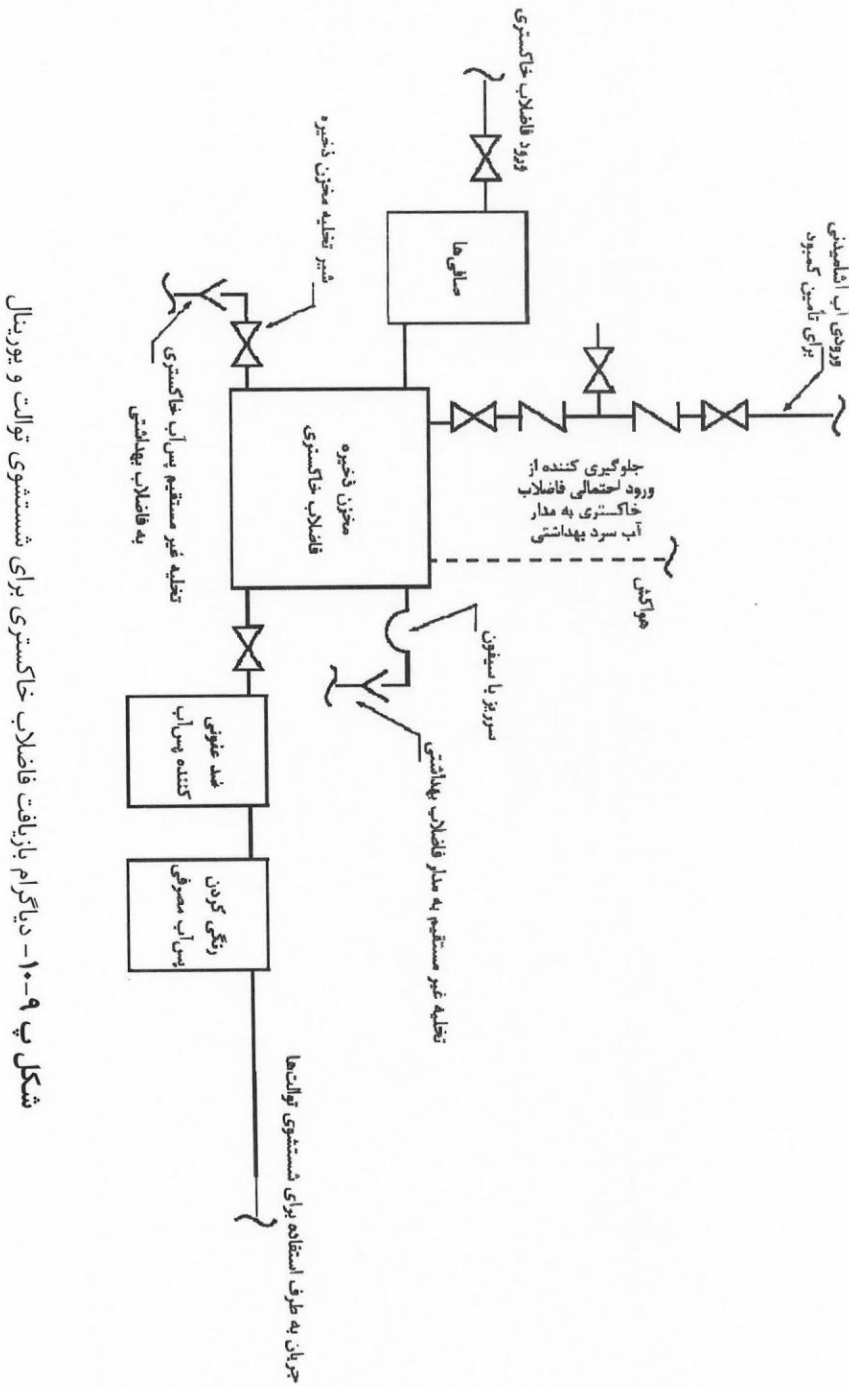 ورودی آب آشامیدنی
برای تأمین کمبود
ورود فاضلاب خاکستری
صافی‌ها
جلوگیری کننده از
ورود احتمالی فاضلاب
خاکستری به مدار
آب سرد بهداشتی
هواکش
شیر تخلیه مخزن ذخیره
مخزن ذخیره
فاضلاب خاکستری
سرریز با سیفون
تخلیه غیر مستقیم پس‌آب خاکستری
به فاضلاب بهداشتی
تخلیه غیر مستقیم به مدار فاضلاب بهداشتی
ضد عفونی
کننده پس‌آب
رنگی کردن
پس‌آب مصرفی
جریان به طرف استفاده برای شستشوی توالت‌ها
شکل پ ۹-۱۰- دیاگرام بازیافت فاضلاب خاکستری برای شستشوی توالت و یورینال